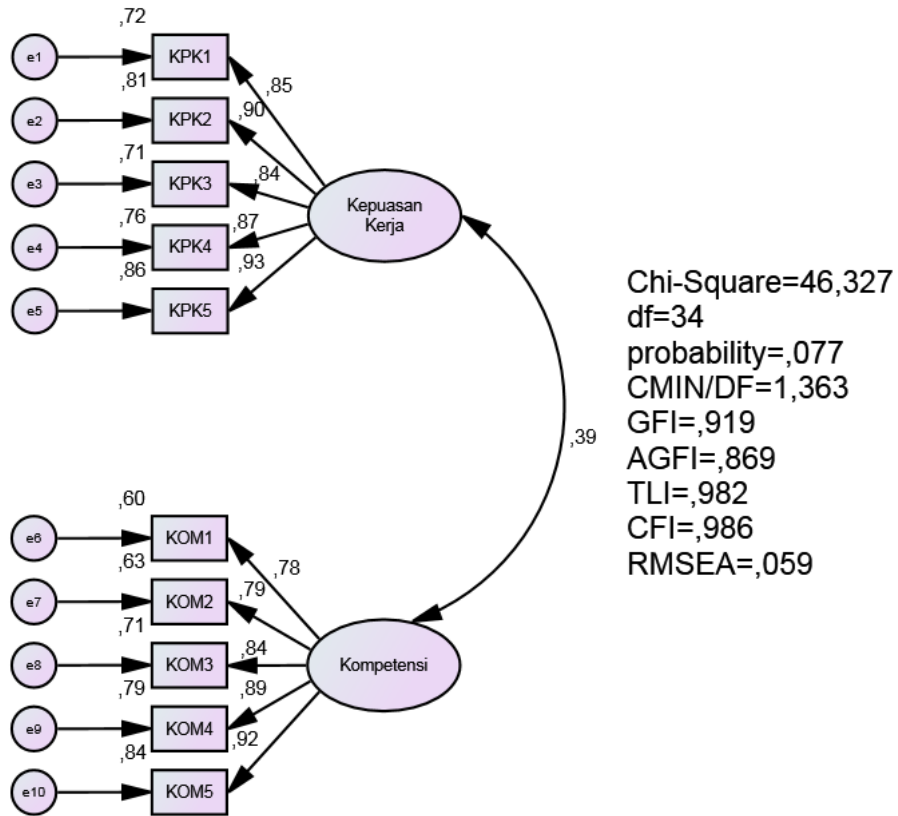 ,72
e1
KPK1
,85
,81
e2
KPK2
,90
,71
e3
KPK3
,84
,76
e4
KPK4
,87
,86
e5
KPK5
,93
Kepuasan
Kerja
Chi-Square=46,327
df=34
probability=,077
CMIN/DF=1,363
GFI=,919
AGFI=,869
TLI=,982
CFI=,986
RMSEA=,059
,39
,60
e6
KOM1
,78
,63
e7
KOM2
,79
,71
e8
KOM3
,84
,79
e9
KOM4
,89
,84
e10
KOM5
,92
Kompetensi